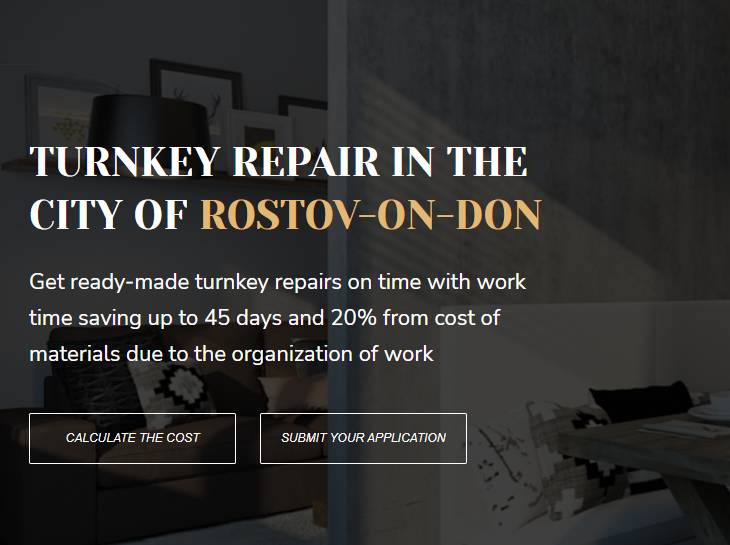 TURNKEY REPAIR IN THE
CITY OF ROSTOV-ON-DON
Get ready-made turnkey repairs on time with work
time saving up to 45 days and 20% from cost of
materials due to the organization of work
CALCULATE THE COST
SUBMIT YOUR APPLICATION